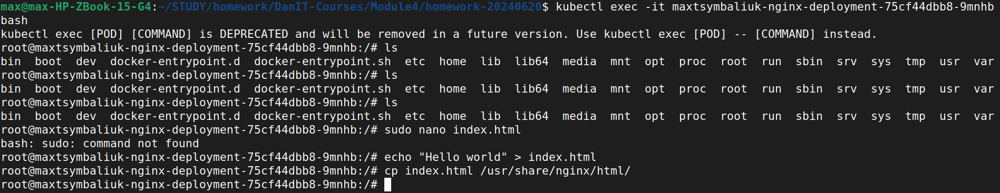 max@max-HP-ZBook-15-G4:~/STUDY/homework/DanIT-Courses/Module4/homework-20240620$ kubectl exec -it maxtsymbaliuk-nginx-deployment-75cf44dbb8-9mnhb
bash
kubectl exec [POD] [COMMAND] is DEPRECATED and will be removed in a future version. Use kubectl exec [POD] -- [COMMAND] instead.
root@maxtsymbaliuk-nginx-deployment-75cf44dbb8-9mnhb:/# ls
bin  boot  dev  docker-entrypoint.d  docker-entrypoint.sh  etc  home  lib  lib64  media  mnt  opt  proc  root  run  sbin  srv  sys  tmp  usr  var
root@maxtsymbaliuk-nginx-deployment-75cf44dbb8-9mnhb:/# ls
bin  boot  dev  docker-entrypoint.d  docker-entrypoint.sh  etc  home  lib  lib64  media  mnt  opt  proc  root  run  sbin  srv  sys  tmp  usr  var
root@maxtsymbaliuk-nginx-deployment-75cf44dbb8-9mnhb:/# ls
bin  boot  dev  docker-entrypoint.d  docker-entrypoint.sh  etc  home  lib  lib64  media  mnt  opt  proc  root  run  sbin  srv  sys  tmp  usr  var
root@maxtsymbaliuk-nginx-deployment-75cf44dbb8-9mnhb:/# sudo nano index.html
bash: sudo: command not found
root@maxtsymbaliuk-nginx-deployment-75cf44dbb8-9mnhb:/# echo "Hello world" > index.html
root@maxtsymbaliuk-nginx-deployment-75cf44dbb8-9mnhb:/# cp index.html /usr/share/nginx/html/
root@maxtsymbaliuk-nginx-deployment-75cf44dbb8-9mnhb:/#